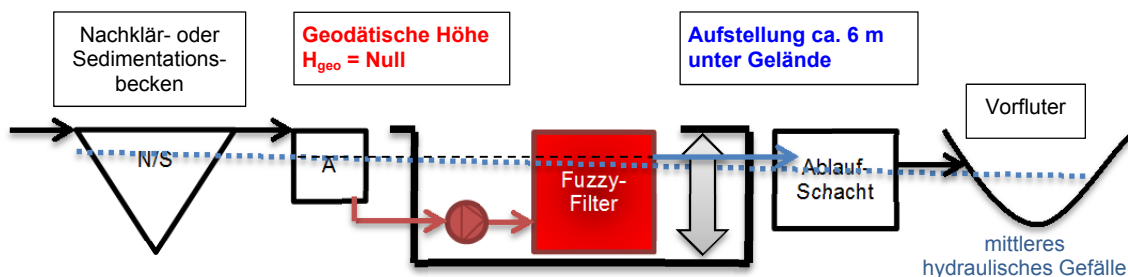 Nachklär- oder
Sedimentations-
becken
Geodätische Höhe
Hgeo = Null
Aufstellung ca. 6 m
unter Gelände
Vorfluter
N/S
A
Fuzzy-
Filter
Ablauf-
Schacht
mittleres
hydraulisches Gefälle